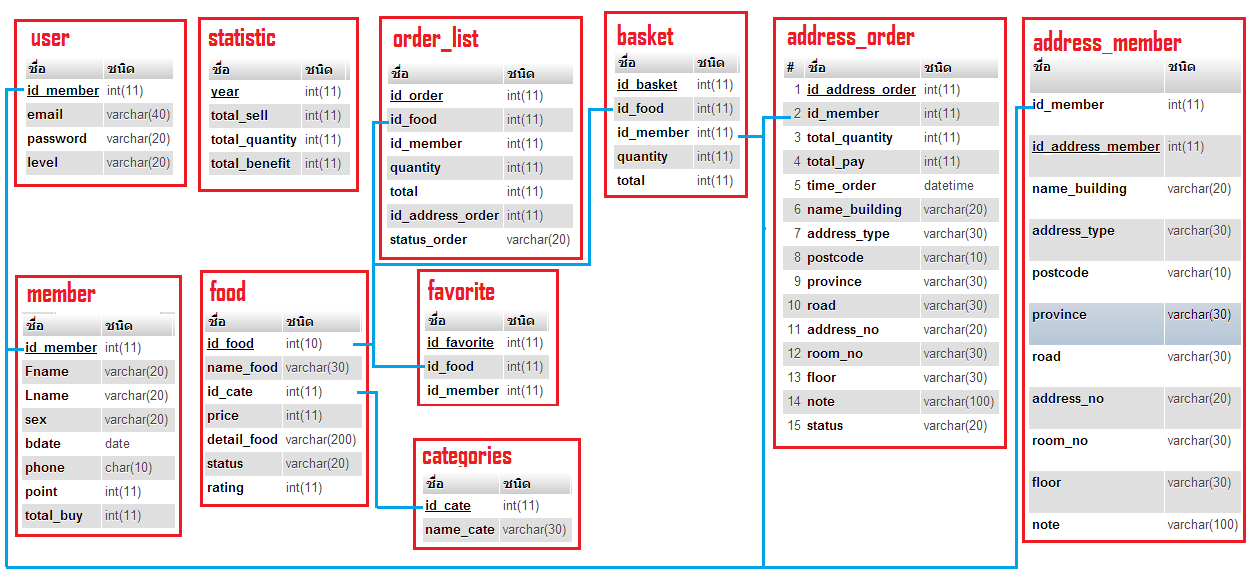 user
ชื่อ ชนิด
id_member int(11)
email varchar(40)
password varchar(20)
level varchar(20)
statistic
ชื่อ ชนิด
year int(11)
total_sell int(11)
total_quantity int(11)
total_benefit int(11)
order_list
ชื่อ ชนิด
id_order int(11)
id_food int(11)
id_member int(11)
quantity int(11)
total int(11)
id_address_order int(11)
status_order varchar(20)
basket
ชื่อ ชนิด
id_basket int(11)
id_food int(11)
id_member int(11)
quantity int(11)
total int(11)
address_order
# ชื่อ ชนิด
1 id_address_order int(11)
2 id_member int(11)
3 total_quantity int(11)
4 total_pay int(11)
5 time_order datetime
6 name_building varchar(20)
7 address_type varchar(30)
8 postcode varchar(10)
9 province varchar(30)
10 road varchar(30)
11 address_no varchar(20)
12 room_no varchar(30)
13 floor varchar(30)
14 note varchar(100)
15 status varchar(20)
address_member
ชื่อ ชนิด
id_member int(11)
id_address_member int(11)
name_building varchar(20)
address_type varchar(30)
postcode varchar(10)
province varchar(30)
road varchar(30)
address_no varchar(20)
room_no varchar(30)
floor varchar(30)
note varchar(100)
member
ชื่อ ชนิด
id_member int(11)
Fname varchar(20)
Lname varchar(20)
sex varchar(20)
bdate date
phone char(10)
point int(11)
total_buy int(11)
food
ชื่อ ชนิด
id_food int(10)
name_food varchar(30)
id_cate int(11)
price int(11)
detail_food varchar(200)
status varchar(20)
rating int(11)
favorite
ชื่อ ชนิด
id_favorite int(11)
id_food int(11)
id_member int(11)
categories
ชื่อ ชนิด
id_cate int(11)
name_cate varchar(30)